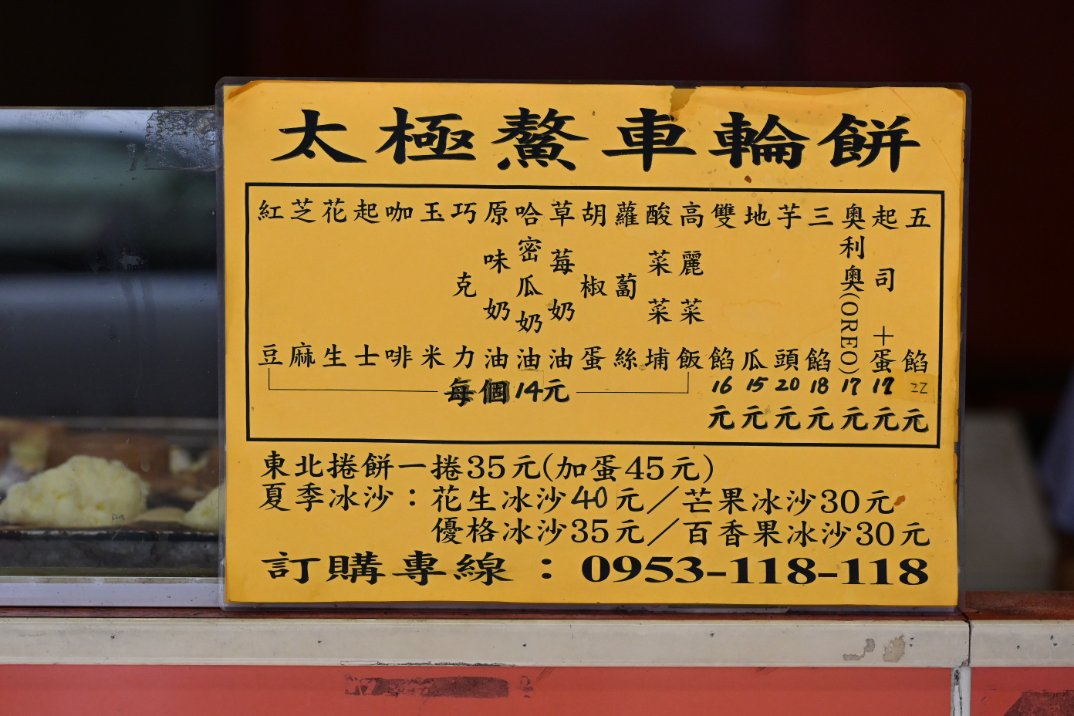 太極鰲車輪餅
紅豆
芝麻
花生
起士
咖啡
玉米
巧克力
原味奶油
哈密瓜奶油
草莓奶油
胡椒蛋
蘿蔔絲
酸菜菜埔
高麗菜飯
每個14元
雙餡16元
地瓜15元
芋頭20元
三餡18元
奧利奧(OREO)17元
起司+蛋17元
五餡22元
東北捲餅一捲35元(加蛋45元)
夏季冰沙：花生冰沙40元／芒果冰沙30元
優格冰沙35元／百香果冰沙30元
訂購專線：0953-118-118